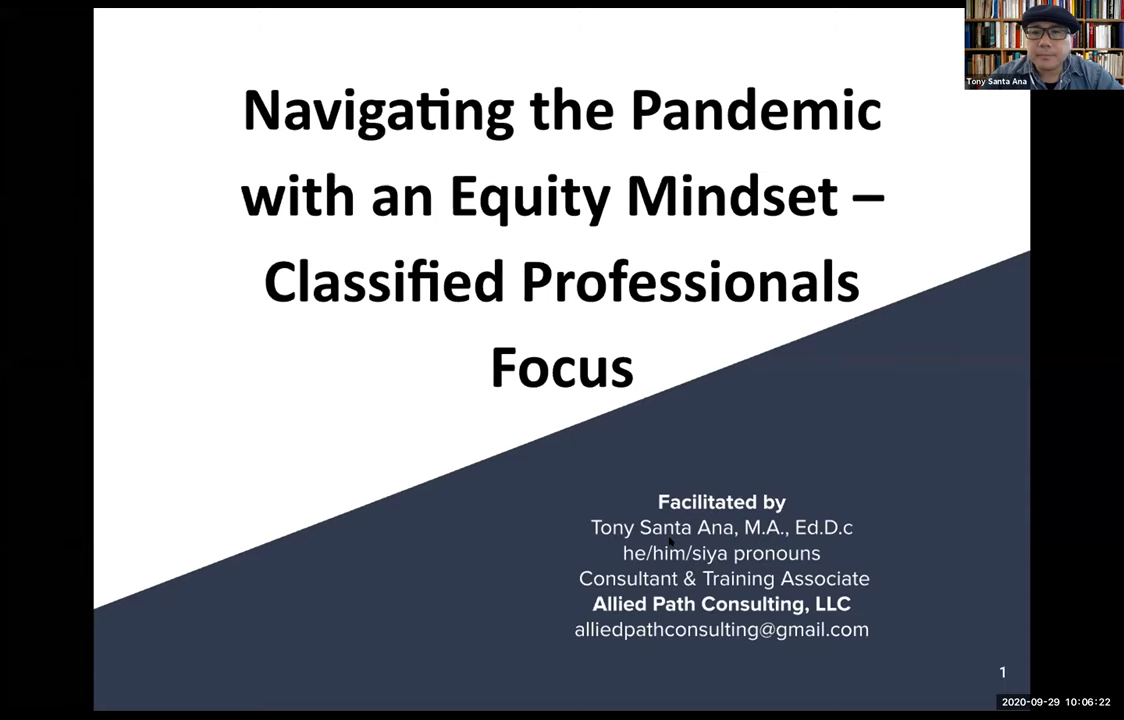 Tony Santa Ana
Navigating the Pandemic
with an Equity Mindset –
Classified Professionals
Focus
Facilitated by
Tony Santa Ana, M.A., Ed.D.c
he/him/siya pronouns
Consultant & Training Associate
Allied Path Consulting, LLC
alliedpathconsulting@gmail.com
1
2020-09-29 10:06:22